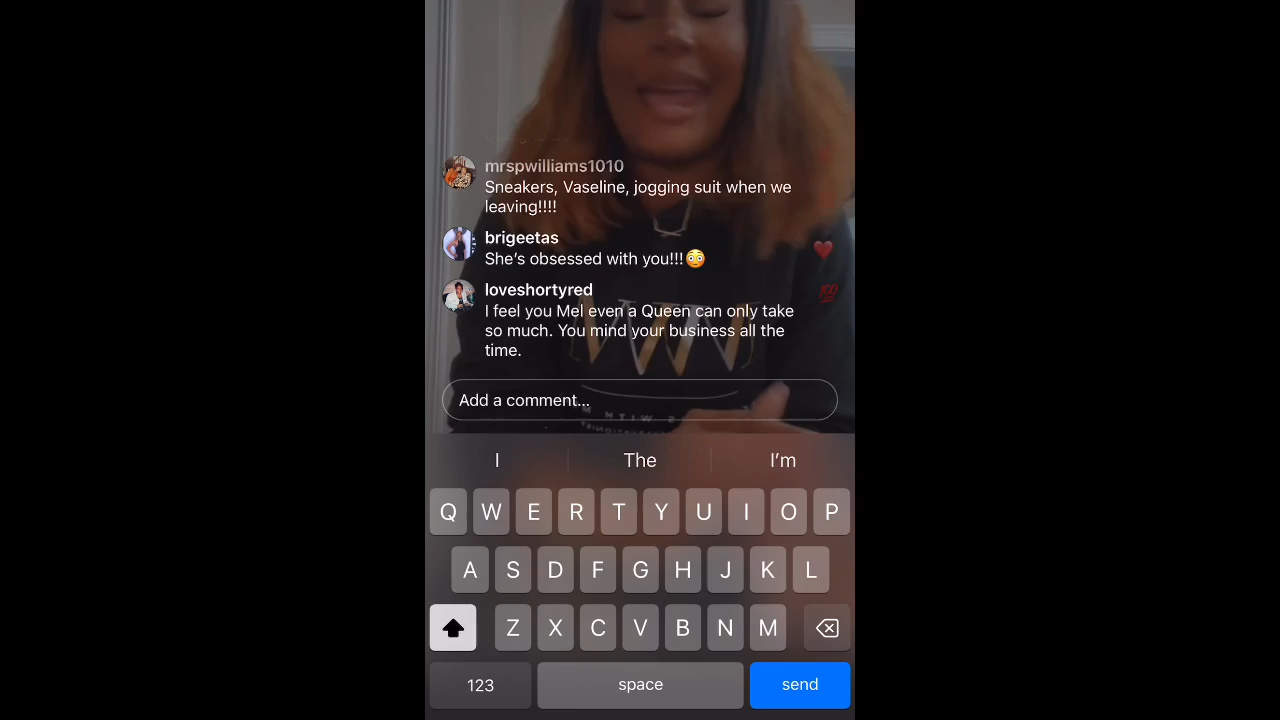 mrspwilliams1010
Sneakers, Vaseline, jogging suit when we
leaving!!!!
brigeetas
She’s obsessed with you!!!😳
❤️
loveshortyred
💯
I feel you Mel even a Queen can only take
so much. You mind your business all the
time.
Add a comment...
I The I’m
Q W E R T Y U I O P
A S D F G H J K L
Z X C V B N M
123 space send